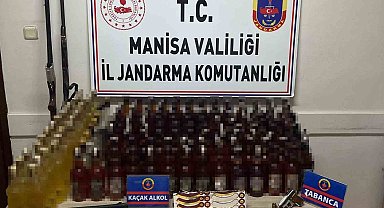 T.C.
MANİSA VALİLİĞİ
İL JANDARMA KOMUTANLIĞI
KAÇAK ALKOL
TABANCA